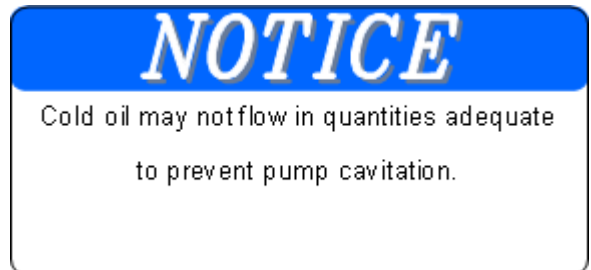 NOTICE
Cold oil may not flow in quantities adequate
to prevent pump cavitation.